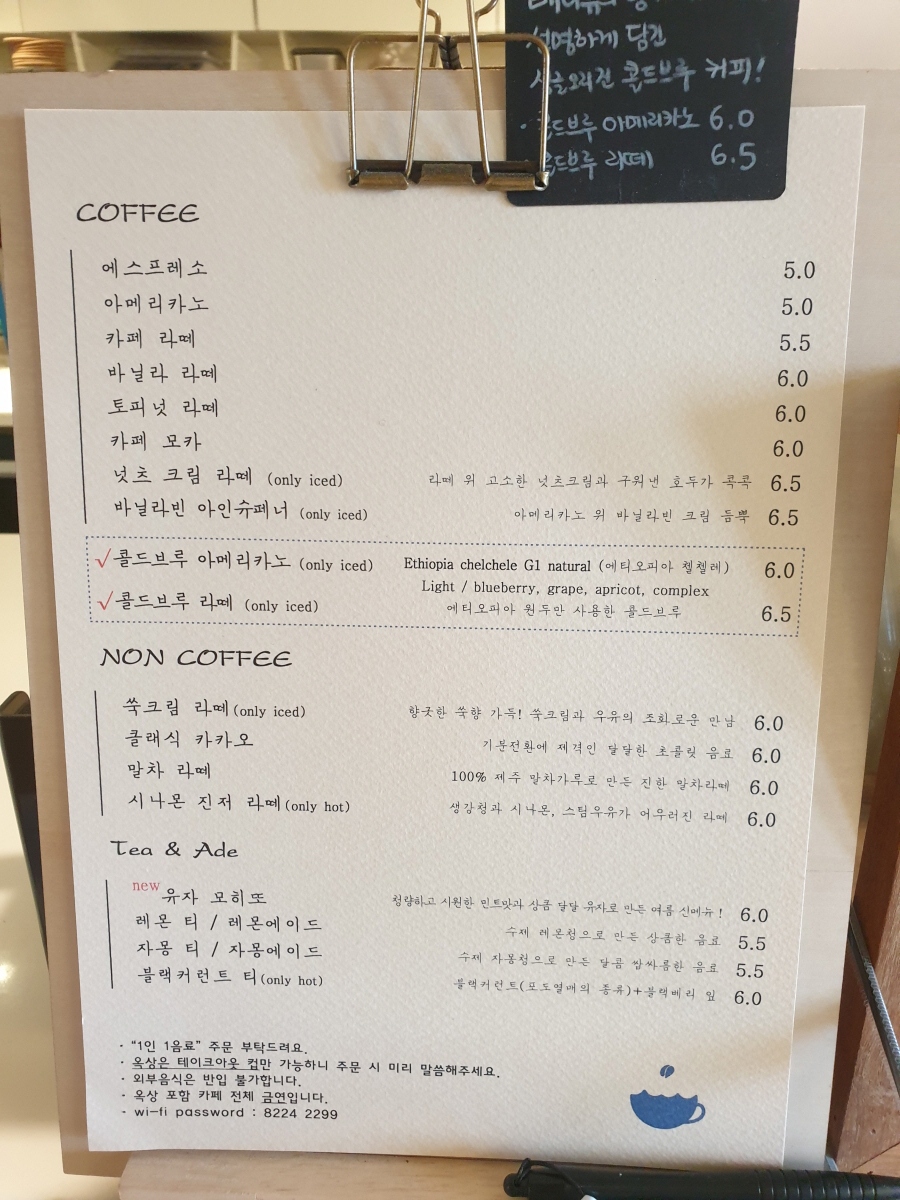 선명하게 담긴
싱글오리진 콜드브루 커피!
콜드브루 아메리카노 6.0
콜드브루 라떼 6.5
COFFEE
에스프레소 5.0
아메리카노 5.0
카페 라떼 5.5
바닐라 라떼 6.0
토피넛 라떼 6.0
카페 모카 6.0
넛츠 크림 라떼 (only iced) 라떼 위 고소한 넛츠크림과 구워낸 호두가 콕콕 6.5
바닐라빈 아인슈페너 (only iced) 아메리카노 위 바닐라빈 크림 듬뿍 6.5
✓콜드브루 아메리카노 (only iced) Ethiopia chelchele G1 natural (에티오피아 첼첼레) 6.0
Light / blueberry, grape, apricot, complex
✓콜드브루 라떼 (only iced) 에티오피아 원두만 사용한 콜드브루 6.5
NON COFFEE
쑥크림 라떼(only iced) 향긋한 쑥향 가득! 쑥크림과 우유의 조화로운 만남 6.0
클래식 카카오 기분전환에 제격인 달달한 초콜릿 음료 6.0
말차 라떼 100% 제주 말차가루로 만든 진한 말차라떼 6.0
시나몬 진저 라떼(only hot) 생강청과 시나몬, 스팀우유가 어우러진 라떼 6.0
Tea & Ade
new 유자 모히또 청량하고 시원한 민트맛과 상콤 달달 유자로 만든 여름 신메뉴 ! 6.0
레몬 티 / 레몬에이드 수제 레몬청으로 만든 상큼한 음료 5.5
자몽 티 / 자몽에이드 수제 자몽청으로 만든 달콤 쌉싸름한 음료 5.5
블랙커런트 티(only hot) 블랙커런트(포도열매의 종류)+블랙베리 잎 6.0
- “1인 1음료” 주문 부탁드려요.
- 옥상은 테이크아웃 컵만 가능하니 주문 시 미리 말씀해주세요.
- 외부음식은 반입 불가합니다.
- 옥상 포함 카페 전체 금연입니다.
- wi-fi password : 8224 2299